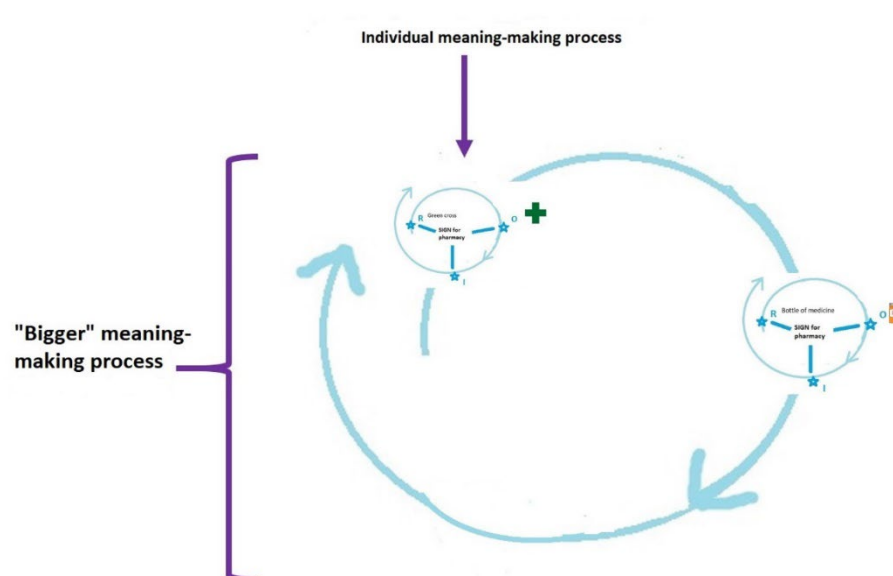 Individual meaning-making process
R
Green cross
O
SIGN for
pharmacy
I
"Bigger" meaning-
making process
R
Bottle of medicine
O
SIGN for
pharmacy
I